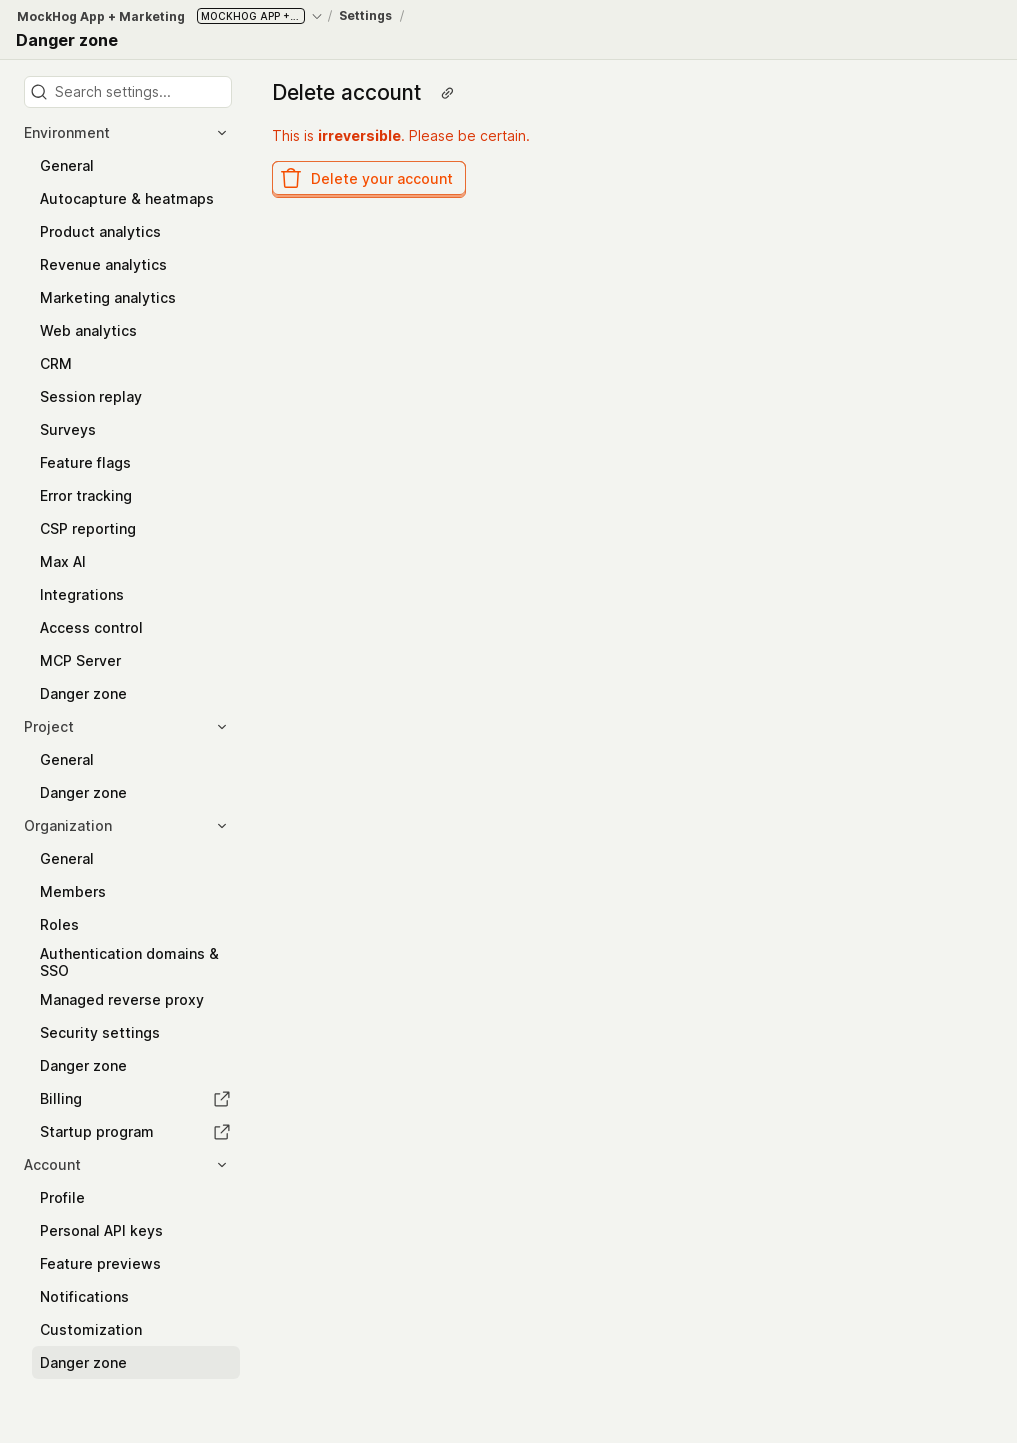 MockHog App + Marketing MOCKHOG APP +... / Settings /
Danger zone
Search settings...
Environment
General
Autocapture & heatmaps
Product analytics
Revenue analytics
Marketing analytics
Web analytics
CRM
Session replay
Surveys
Feature flags
Error tracking
CSP reporting
Max AI
Integrations
Access control
MCP Server
Danger zone
Project
General
Danger zone
Organization
General
Members
Roles
Authentication domains &
SSO
Managed reverse proxy
Security settings
Danger zone
Billing
Startup program
Account
Profile
Personal API keys
Feature previews
Notifications
Customization
Danger zone
Delete account
This is irreversible. Please be certain.
Delete your account